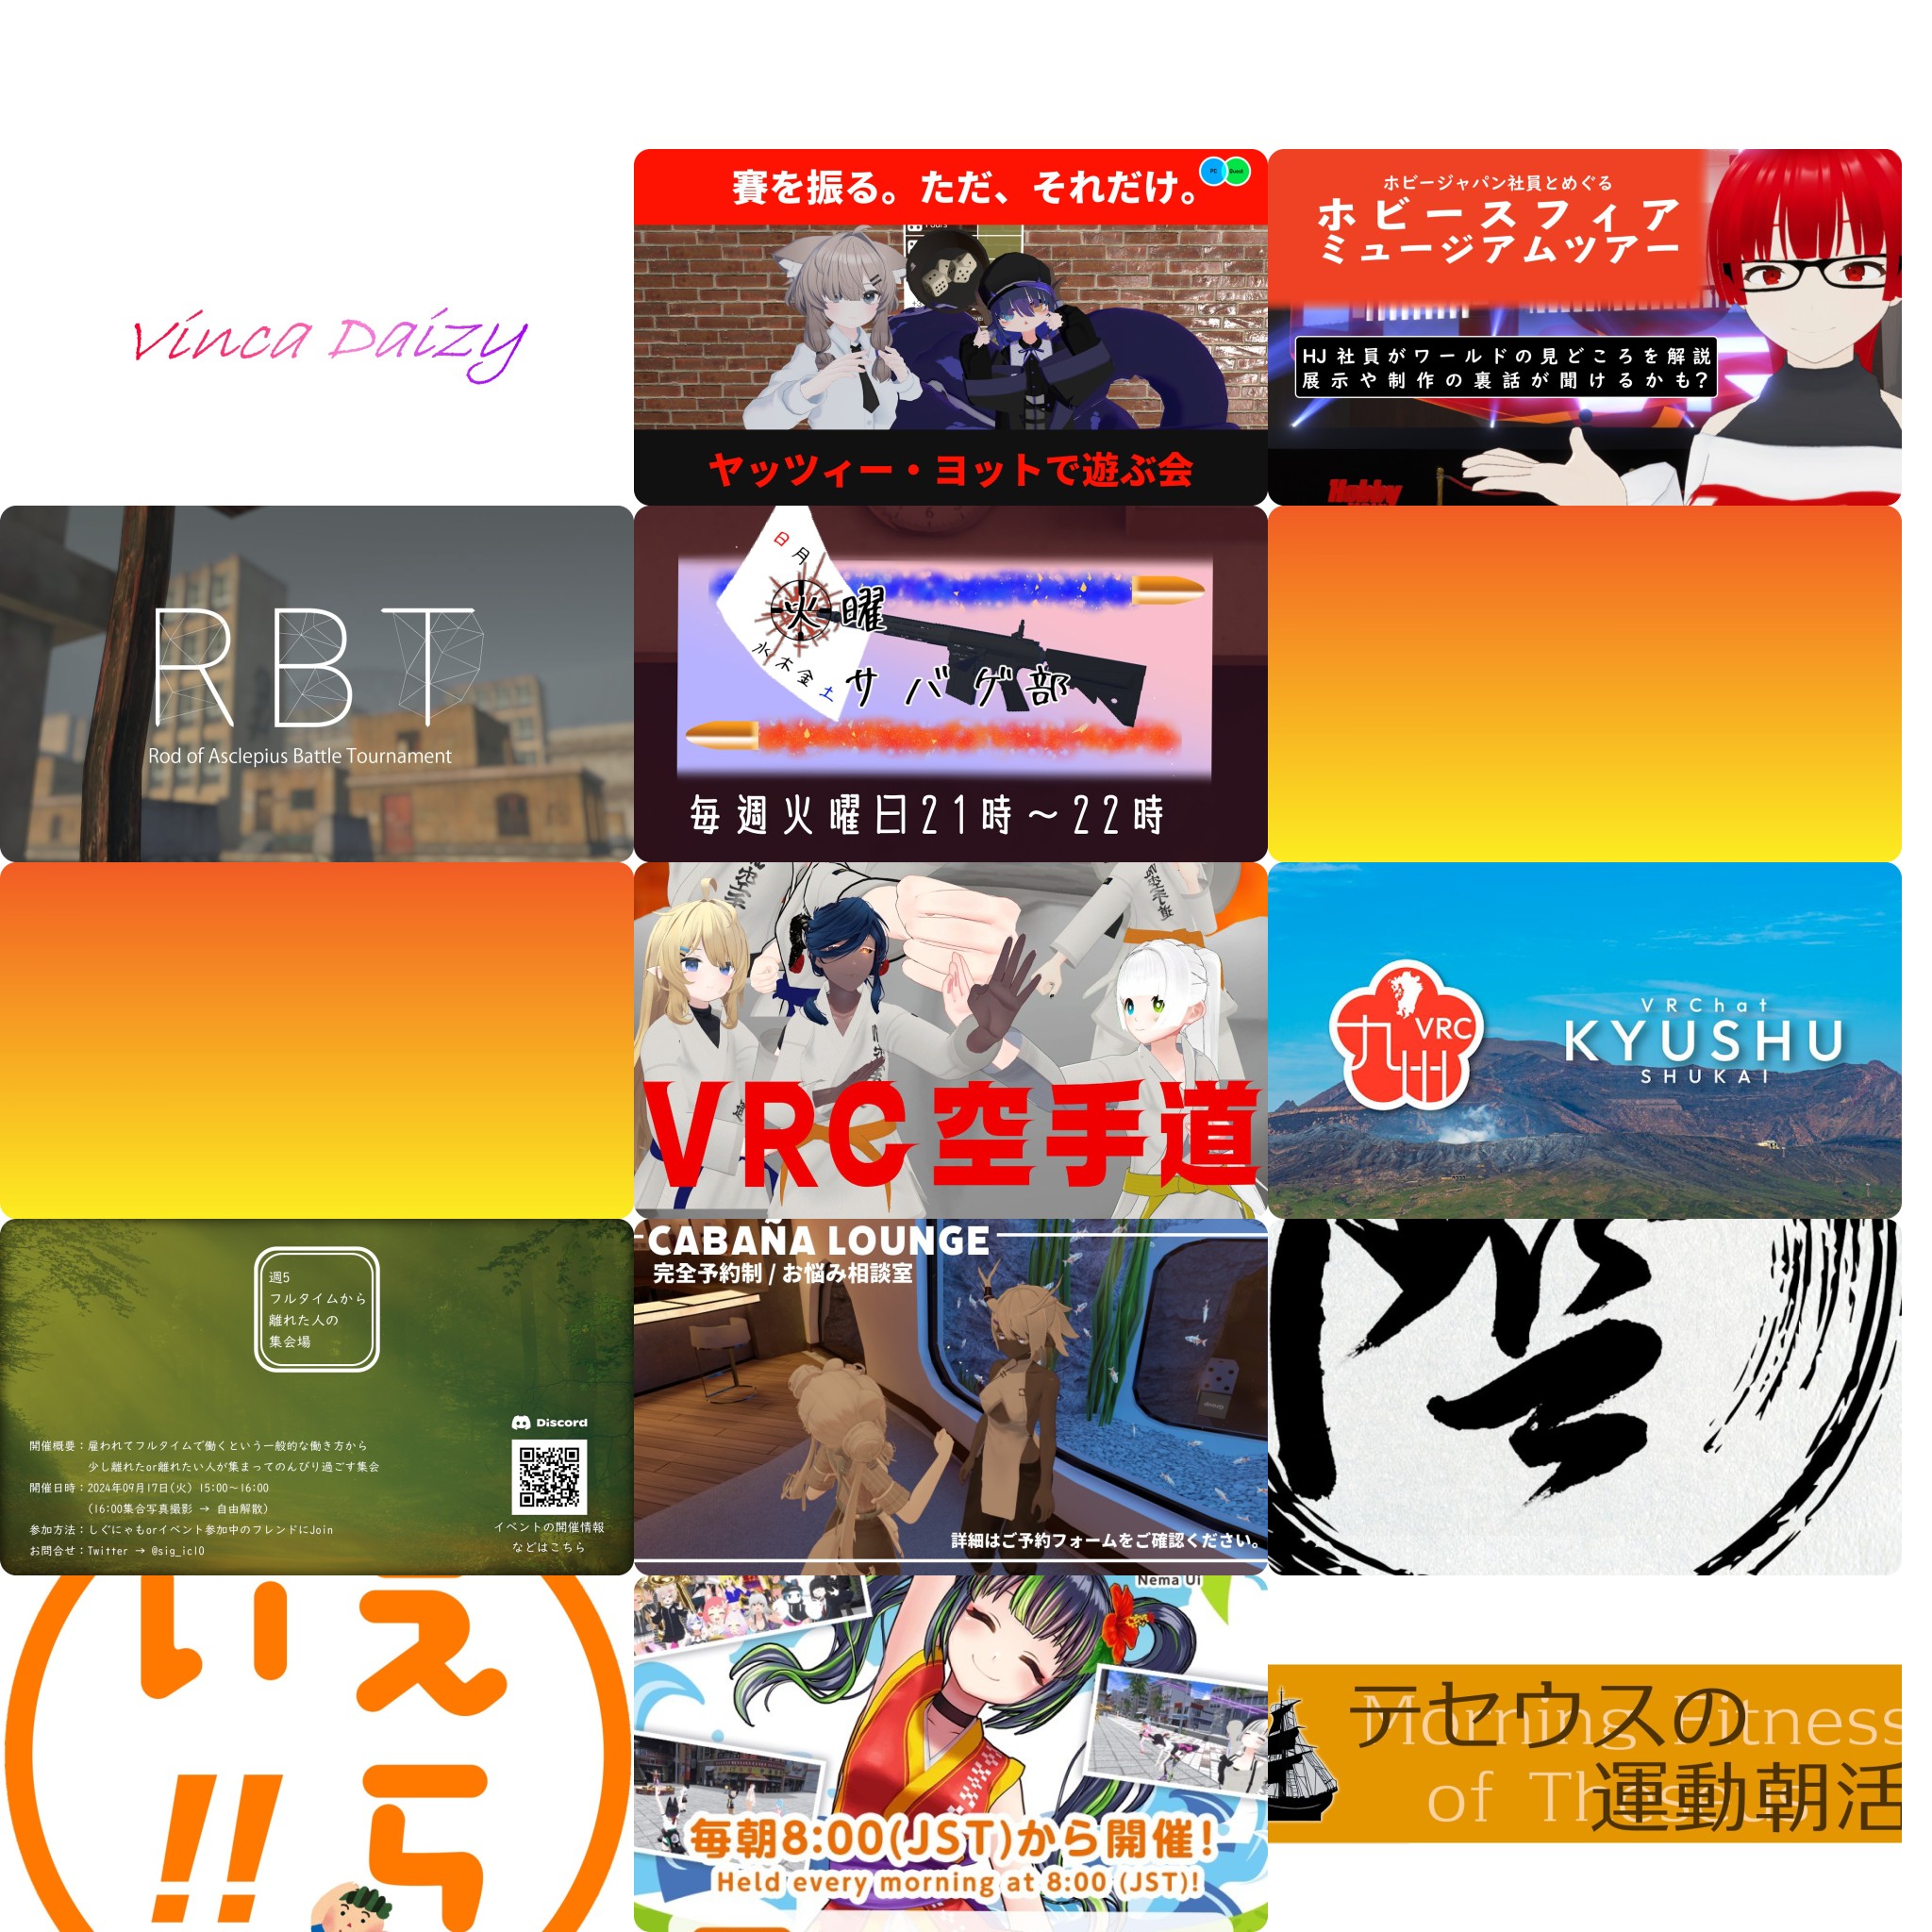 Vinca Daizy
賽を振る。ただ、それだけ。
PC
Quest
ヤッツィー・ヨットで遊ぶ会
ホビージャパン社員とめぐる
ホビースフィア
ミュージアムツアー
HJ社員がワールドの見どころを解説
展示や制作の裏話が聞けるかも?
Hobby
RBT
Rod of Asclepius Battle Tournament
日
月
火曜
水
木
金
土
サバゲ部
毎週火曜日21時～22時
VRC空手道
九州
VRC
VRChat
KYUSHU
SHUKAI
週5
フルタイムから
離れた人の
集会場
開催概要：雇われてフルタイムで働くという一般的な働き方から
少し離れたor離れたい人が集まってのんびり過ごす集会
開催日時：2024年09月17日(火) 15:00～16:00
(16:00集合写真撮影 → 自由解散)
参加方法：しぐにゃもorイベント参加中のフレンドにJoin
お問合せ：Twitter → @sig_ic10
Discord
イベントの開催情報
などはこちら
CABAÑA LOUNGE
完全予約制 / お悩み相談室
詳細はご予約フォームをご確認ください。
いえ
ら
!!
Nema Ui
毎朝8:00(JST)から開催!
Held every morning at 8:00 (JST)!
テセウスの
運動朝活
Morning Fitness
of Theseus